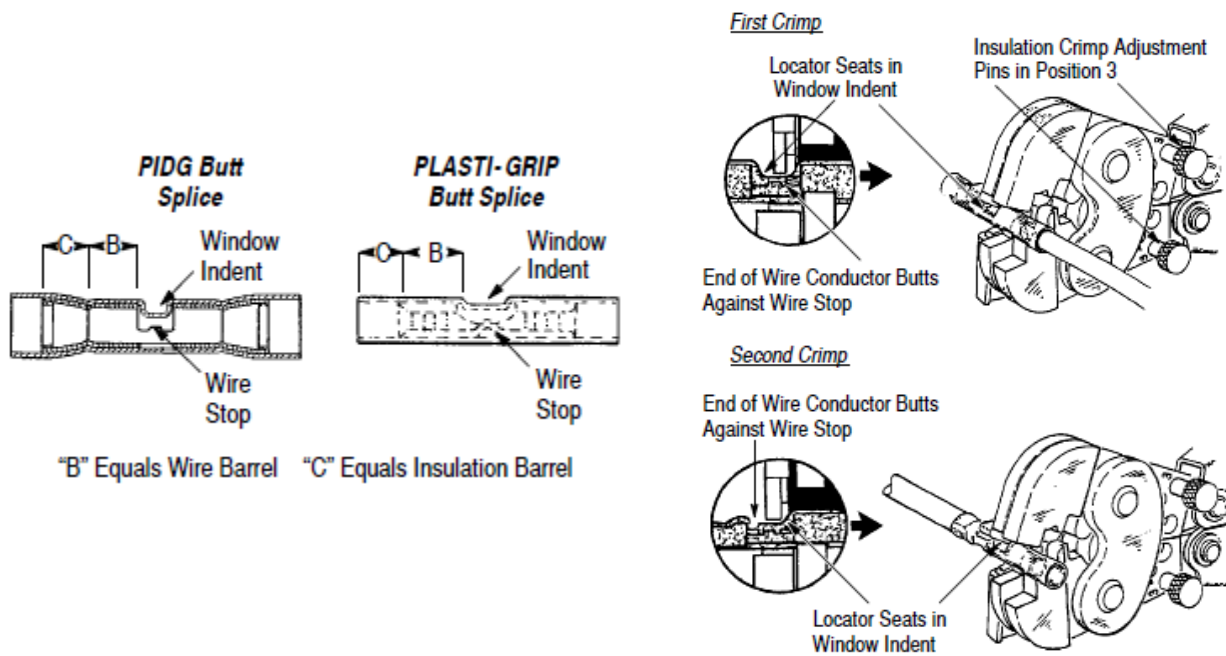 PIDG Butt
Splice
C
B
Window
Indent
Wire
Stop
PLASTI-GRIP
Butt Splice
C
B
Window
Indent
Wire
Stop
“B” Equals Wire Barrel “C” Equals Insulation Barrel
First Crimp
Locator Seats in
Window Indent
Insulation Crimp Adjustment
Pins in Position 3
End of Wire Conductor Butts
Against Wire Stop
Second Crimp
End of Wire Conductor Butts
Against Wire Stop
Locator Seats in
Window Indent